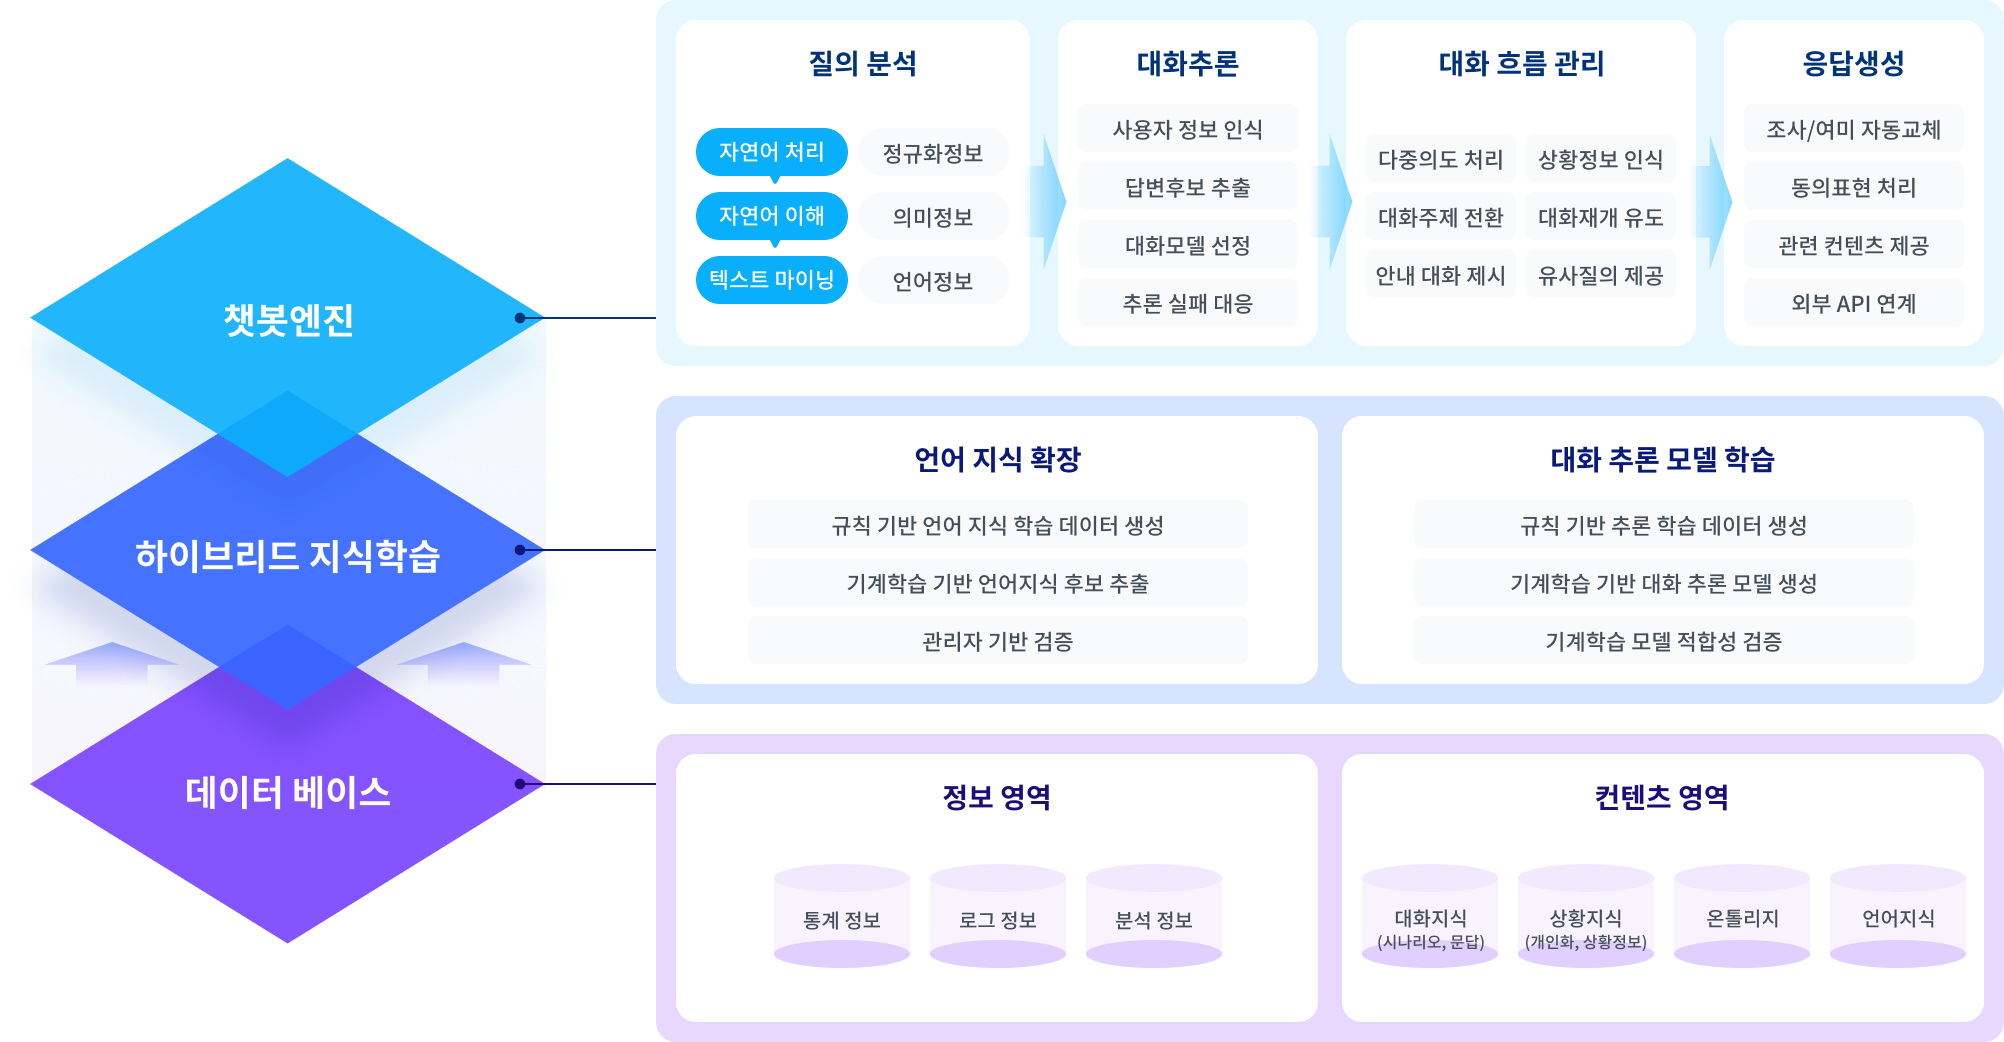 챗봇엔진
하이브리드 지식학습
데이터 베이스
질의 분석
자연어 처리
정규화정보
자연어 이해
의미정보
텍스트 마이닝
언어정보
대화추론
사용자 정보 인식
답변후보 추출
대화모델 선정
추론 실패 대응
대화 흐름 관리
다중의도 처리
상황정보 인식
대화주제 전환
대화재개 유도
안내 대화 제시
유사질의 제공
응답생성
조사/여미 자동교체
동의표현 처리
관련 컨텐츠 제공
외부 API 연계
언어 지식 확장
규칙 기반 언어 지식 학습 데이터 생성
기계학습 기반 언어지식 후보 추출
관리자 기반 검증
대화 추론 모델 학습
규칙 기반 추론 학습 데이터 생성
기계학습 기반 대화 추론 모델 생성
기계학습 모델 적합성 검증
정보 영역
통계 정보
로그 정보
분석 정보
컨텐츠 영역
대화지식
(시나리오, 문답)
상황지식
(개인화, 상황정보)
온톨리지
언어지식